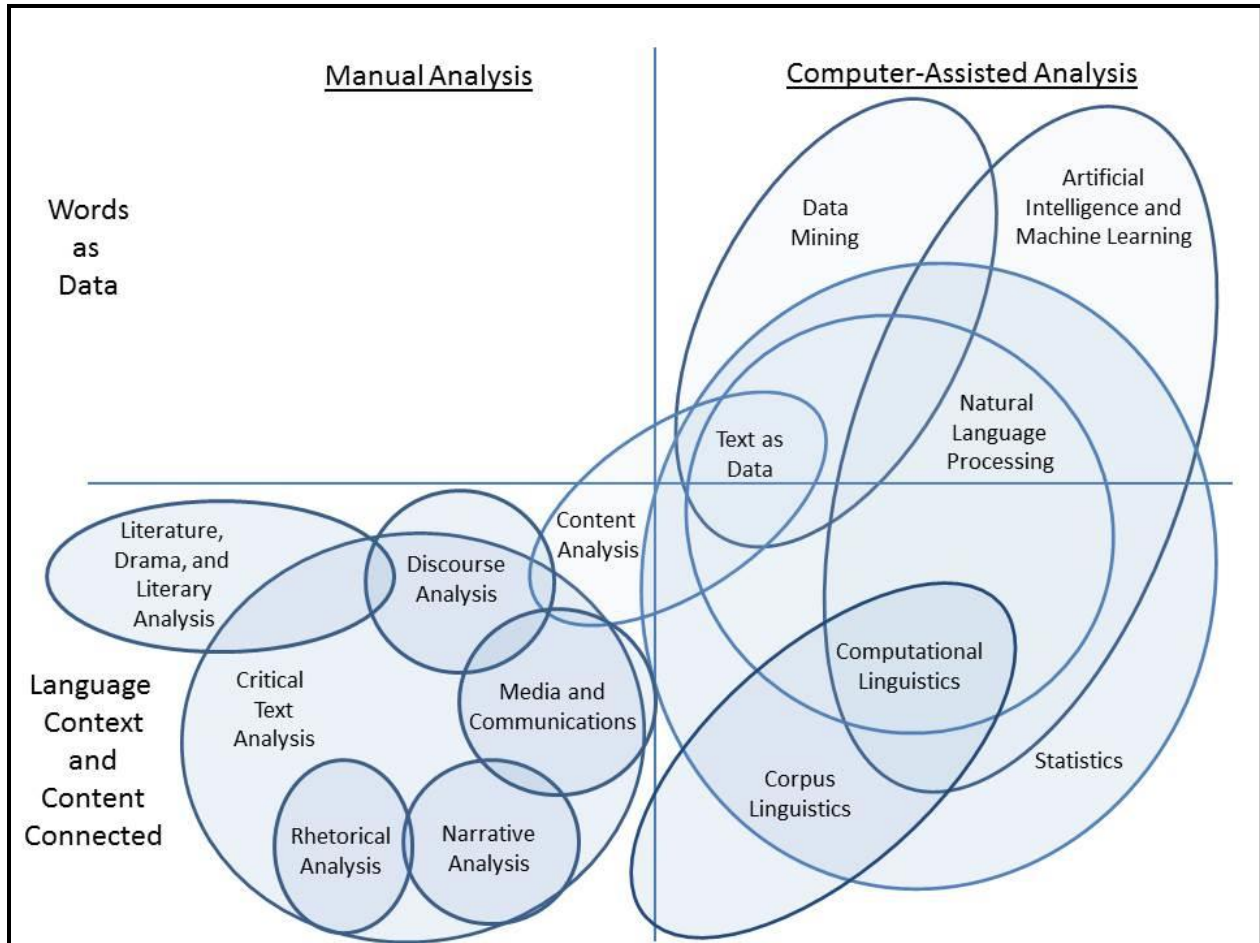 Manual Analysis
Computer-Assisted Analysis
Words
as
Data
Data
Mining
Artificial
Intelligence and
Machine Learning
Text as
Data
Natural
Language
Processing
Content
Analysis
Literature,
Drama, and
Literary
Analysis
Discourse
Analysis
Language
Context
and
Content
Connected
Critical
Text
Analysis
Media and
Communications
Rhetorical
Analysis
Narrative
Analysis
Computational
Linguistics
Corpus
Linguistics
Statistics